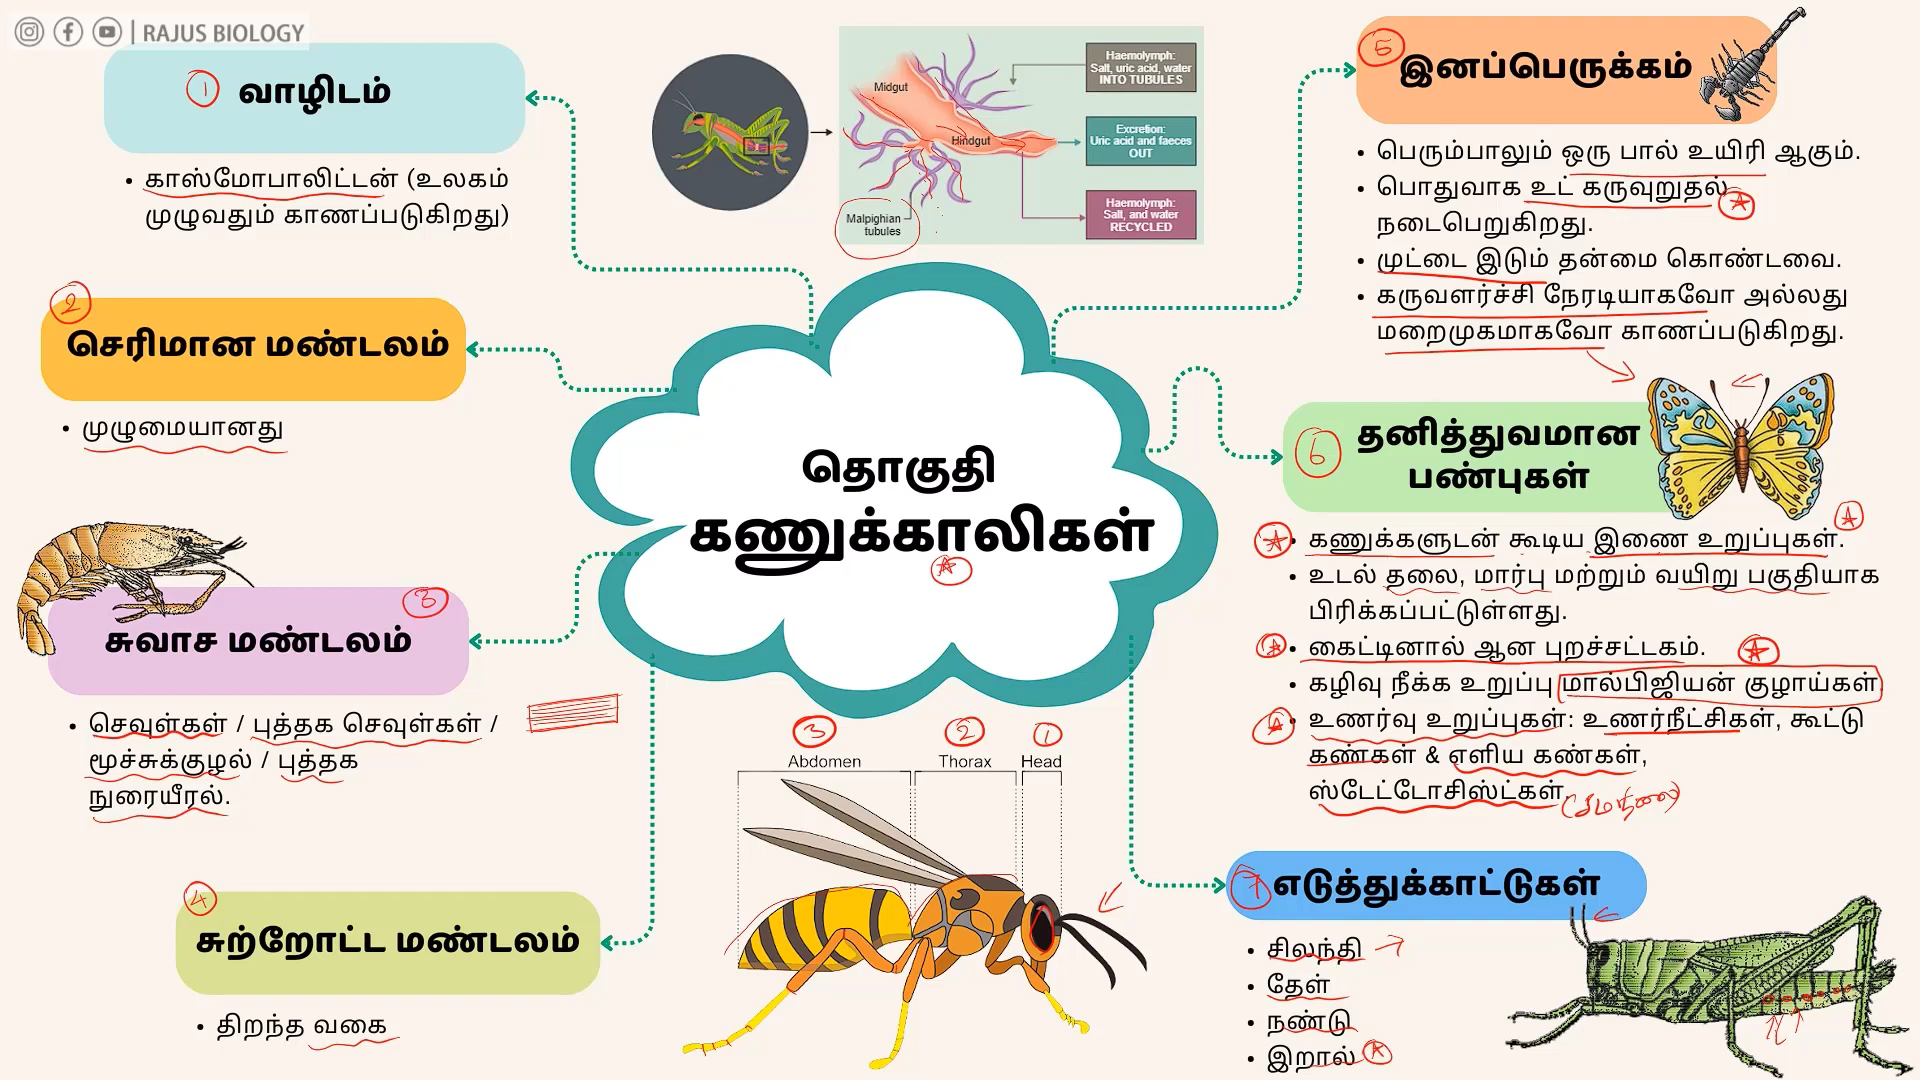 RAJUS BIOLOGY
1 வாழிடம்
• காஸ்மோபாலிட்டன் (உலகம்
முழுவதும் காணப்படுகிறது)
2
செரிமான மண்டலம்
• முழுமையானது
3
சுவாச மண்டலம்
• செவுள்கள் / புத்தக செவுள்கள் /
மூச்சுக்குழல் / புத்தக
நுரையீரல்.
4
சுற்றோட்ட மண்டலம்
• திறந்த வகை
Midgut
Hindgut
Malpighian
tubules
Haemolymph:
Salt, uric acid, water
INTO TUBULES
Excretion:
Uric acid and faeces
OUT
Haemolymph:
Salt, and water
RECYCLED
தொகுதி
கணுக்காலிகள்
3 2 1
Abdomen Thorax Head
5
இனப்பெருக்கம்
• பெரும்பாலும் ஒரு பால் உயிரி ஆகும்.
• பொதுவாக உட் கருவுறுதல்
நடைபெறுகிறது.
• முட்டை இடும் தன்மை கொண்டவை.
• கருவளர்ச்சி நேரடியாகவோ அல்லது
மறைமுகமாகவோ காணப்படுகிறது.
6
தனித்துவமான
பண்புகள்
• கணுக்களுடன் கூடிய இணை உறுப்புகள்.
• உடல் தலை, மார்பு மற்றும் வயிறு பகுதியாக
பிரிக்கப்பட்டுள்ளது.
• கைட்டினால் ஆன புறச்சட்டகம்.
• கழிவு நீக்க உறுப்பு மால்பிஜியன் குழாய்கள்.
• உணர்வு உறுப்புகள்: உணர்நீட்சிகள், கூட்டு
கண்கள் & எளிய கண்கள்,
ஸ்டேட்டோசிஸ்ட்கள். (சமநிலை)
7 எடுத்துக்காட்டுகள்
• சிலந்தி
• தேள்
• நண்டு
• இறால்